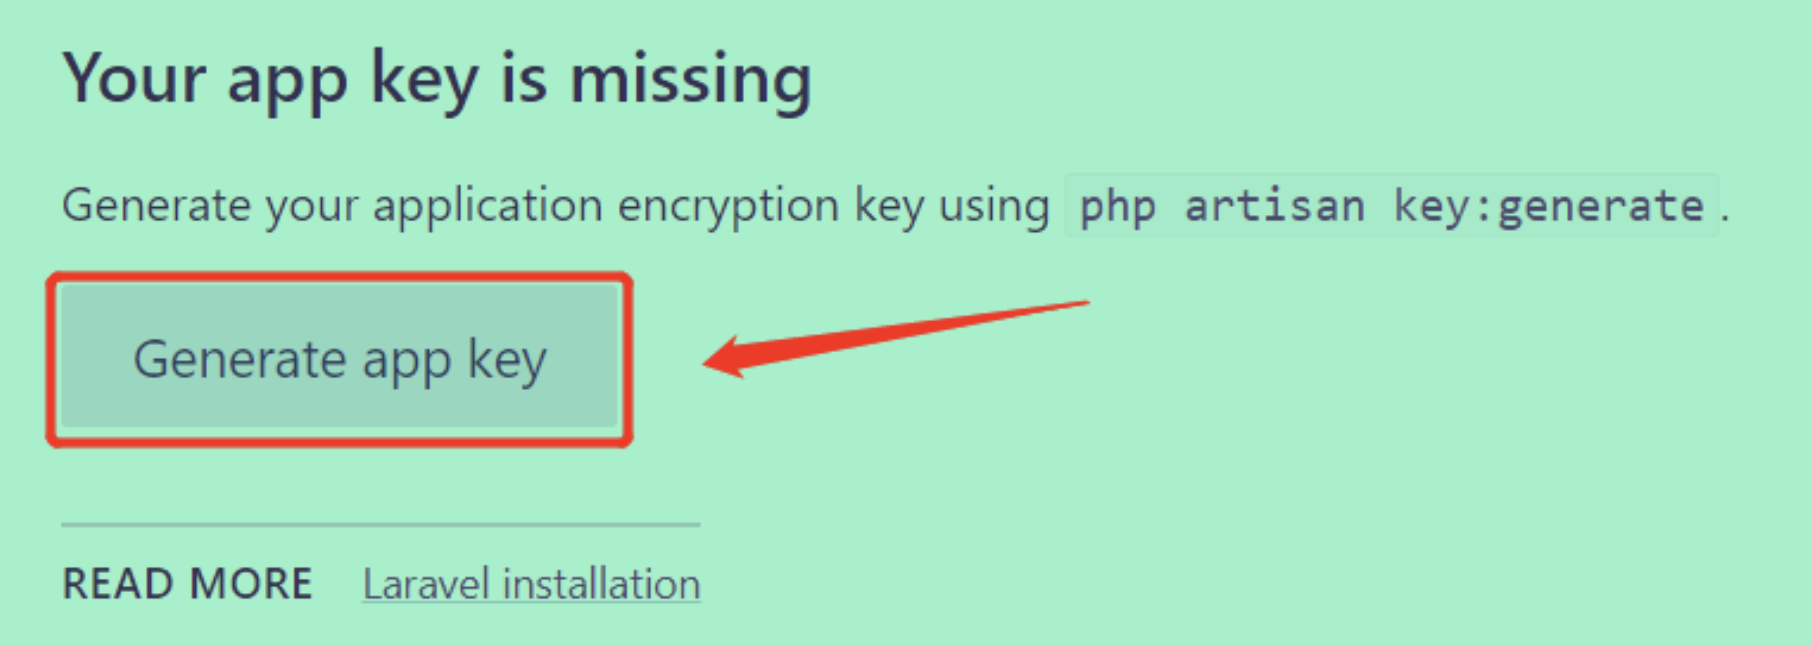 Your app key is missing
Generate your application encryption key using php artisan key:generate.
Generate app key
READ MORE Laravel installation